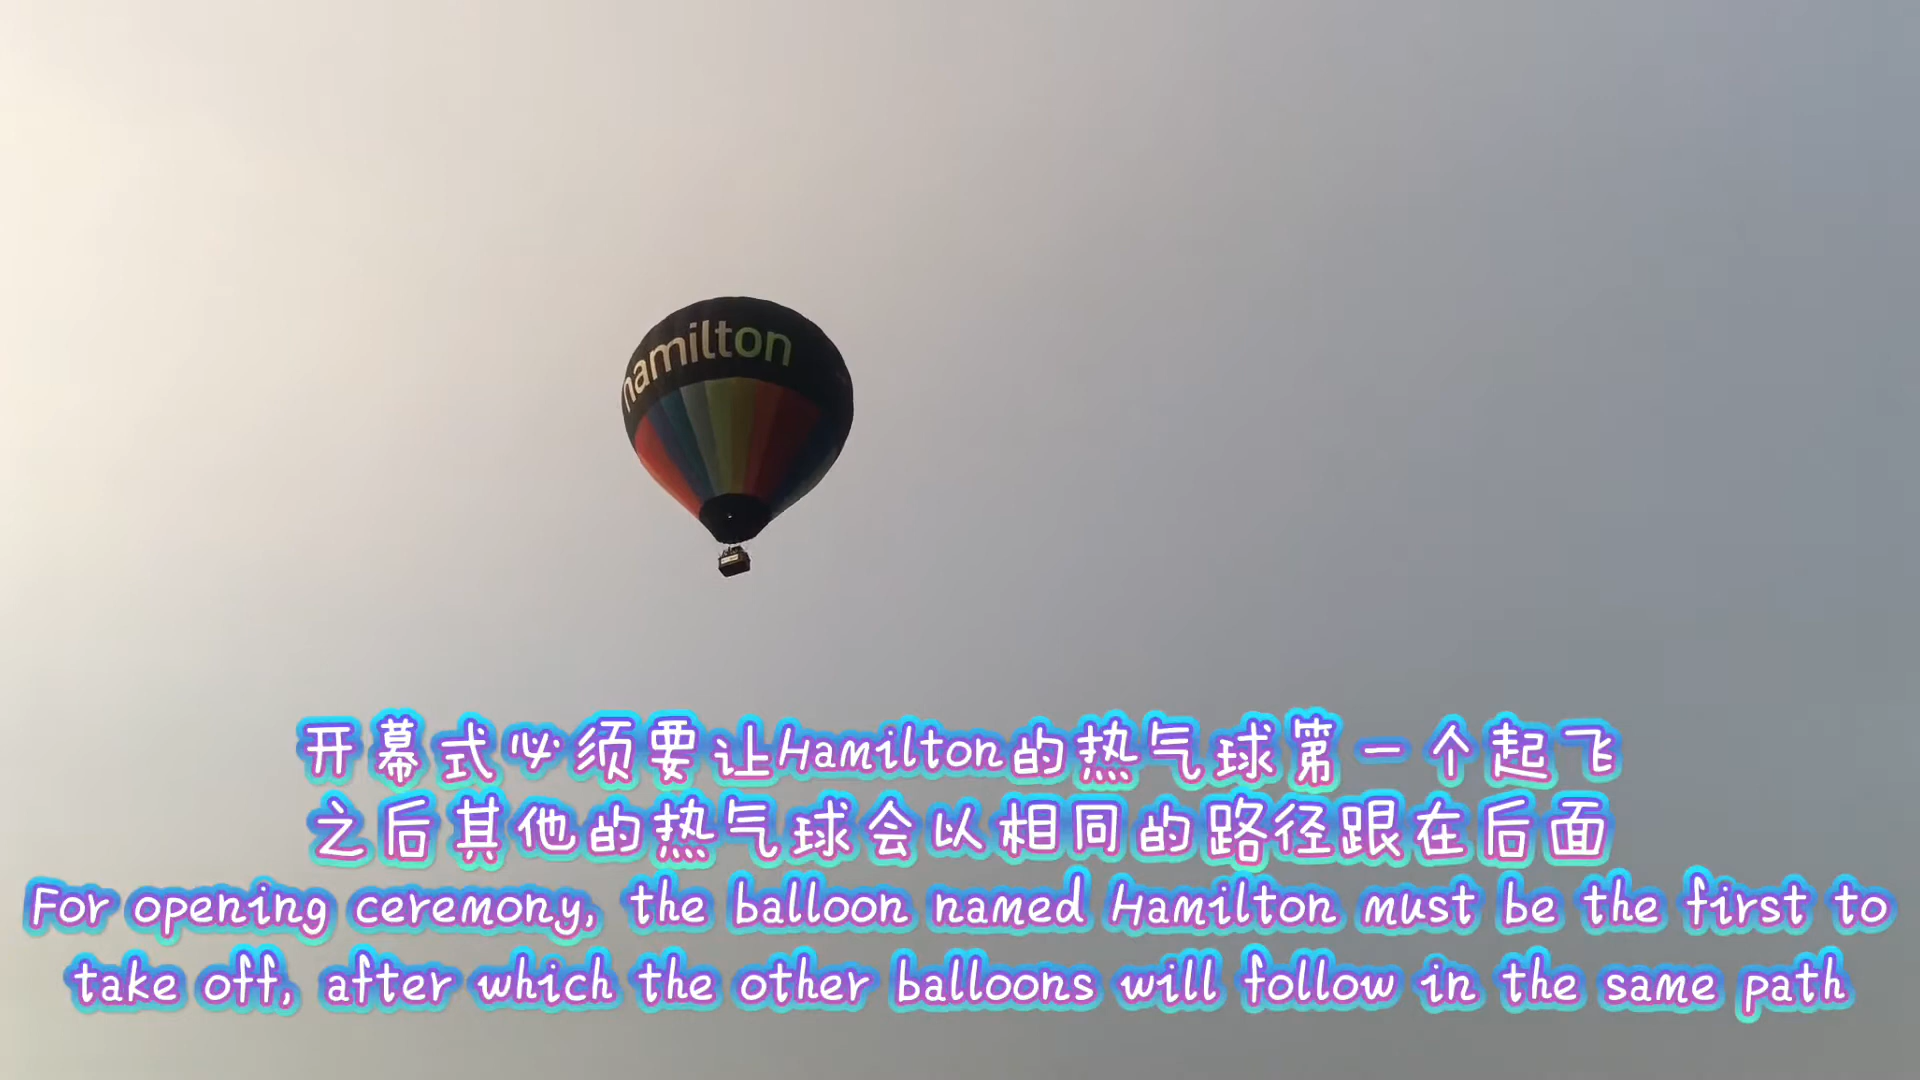 hamilton
开幕式必须要让Hamilton的热气球第一个起飞
之后其他的热气球会以相同的路径跟在后面
For opening ceremony, the balloon named Hamilton must be the first to
take off, after which the other balloons will follow in the same path